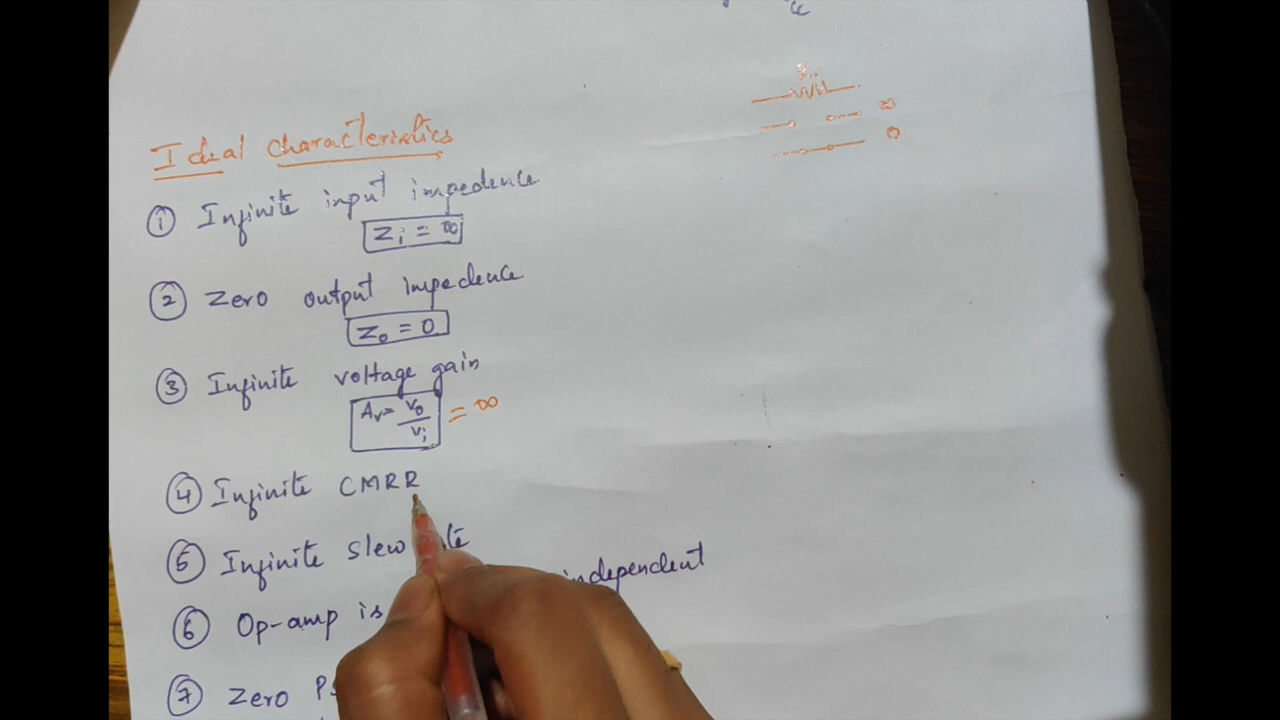 Ideal characteristics
① Infinite input impedence
Zi = ∞
② Zero output impedence
Zo = 0
③ Infinite voltage gain
Av = Vo/Vi = ∞
④ Infinite CMRR
⑤ Infinite slew
⑥ Op-amp is independent
⑦ Zero
∞
0